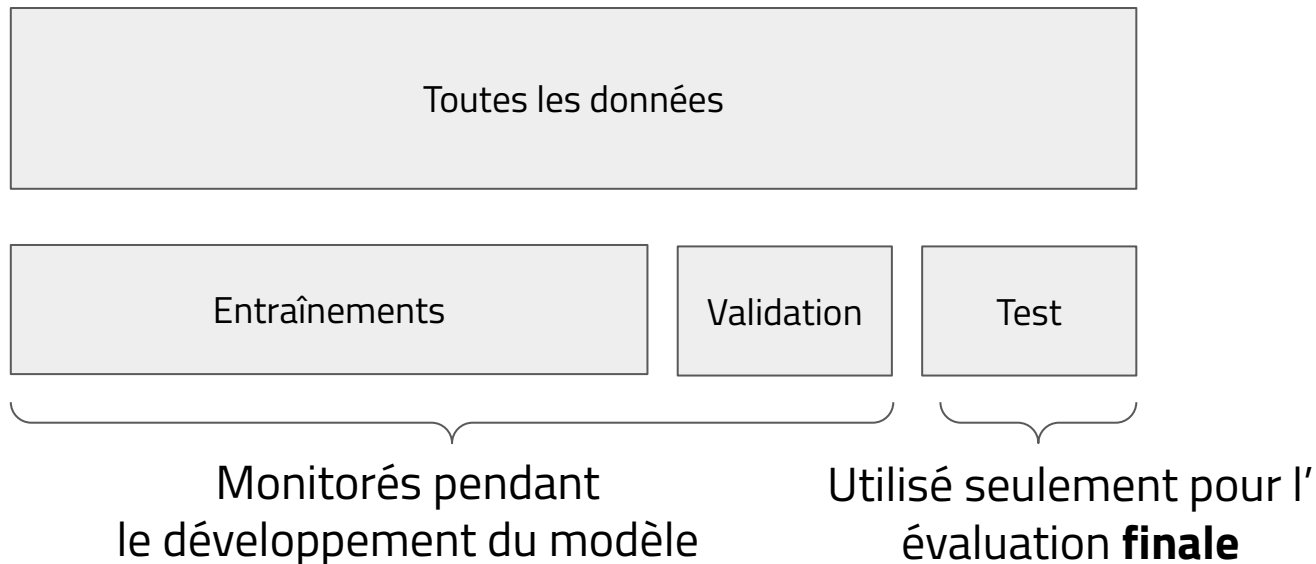 Toutes les données
Entraînements
Validation
Test
Monitorés pendant
le développement du modèle
Utilisé seulement pour l’
évaluation finale